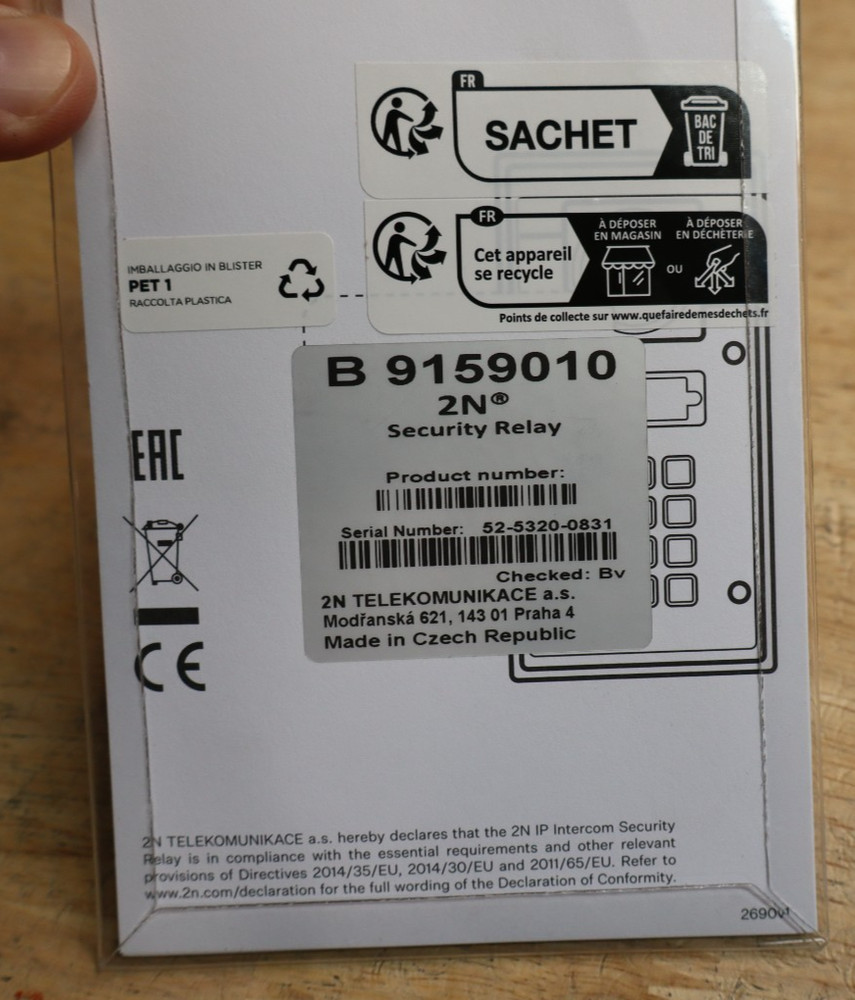 FR
SACHET
BAC
DE
TRI
FR
Cet appareil
se recycle
À DÉPOSER
EN MAGASIN
OU
À DÉPOSER
EN DÉCHÈTERIE
Points de collecte sur www.quefairedemesdechets.fr
IMBALLAGGIO IN BLISTER
PET 1
RACCOLTA PLASTICA
B 9159010
2N®
Security Relay
Product number:
Serial Number: 52-5320-0831
Checked: Bv
2N TELEKOMUNIKACE a.s.
Modřanská 621, 143 01 Praha 4
Made in Czech Republic
EAC
CE
2N TELEKOMUNIKACE a.s. hereby declares that the 2N IP Intercom Security
Relay is in compliance with the essential requirements and other relevant
provisions of Directives 2014/35/EU, 2014/30/EU and 2011/65/EU. Refer to
www.2n.com/declaration for the full wording of the Declaration of Conformity.
2690v1